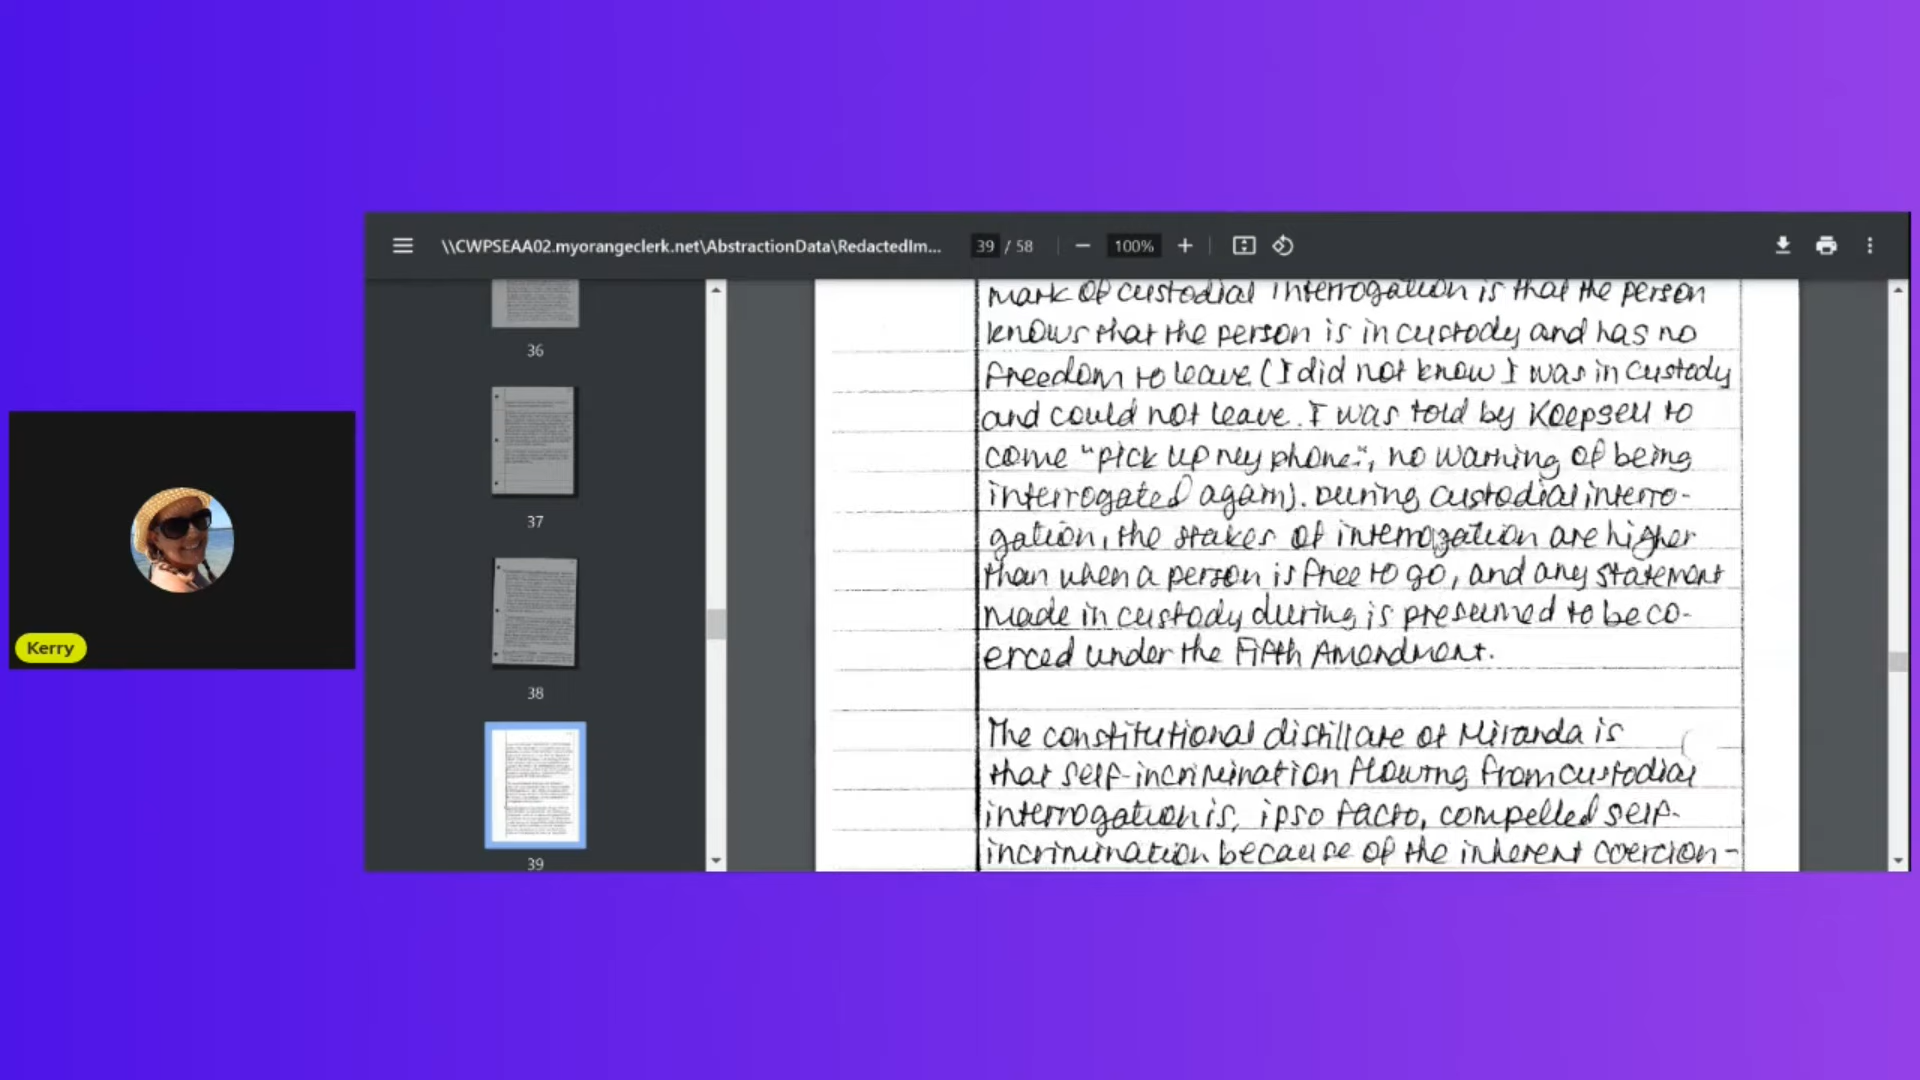 \\CWPSEAA02.myorangeclerk.net\AbstractionData\RedactedIm...
39 / 58
100%
36
37
38
39
Kerry
mark of custodial interrogation is that the person
knows that the person is in custody and has no
freedom to leave (I did not know I was in custody
and could not leave. I was told by Koepsell to
come "pick up my phone.", no warning of being
interrogated again). During custodial interro-
gation, the stakes of interrogation are higher
than when a person is free to go, and any statement
made in custody during is presumed to be co-
erced under the Fifth Amendment.
The constitutional distillate of Miranda is
that self-incrimination flowing from custodial
interrogation is, ipso facto, compelled self-
incrimination because of the inherent coercion-